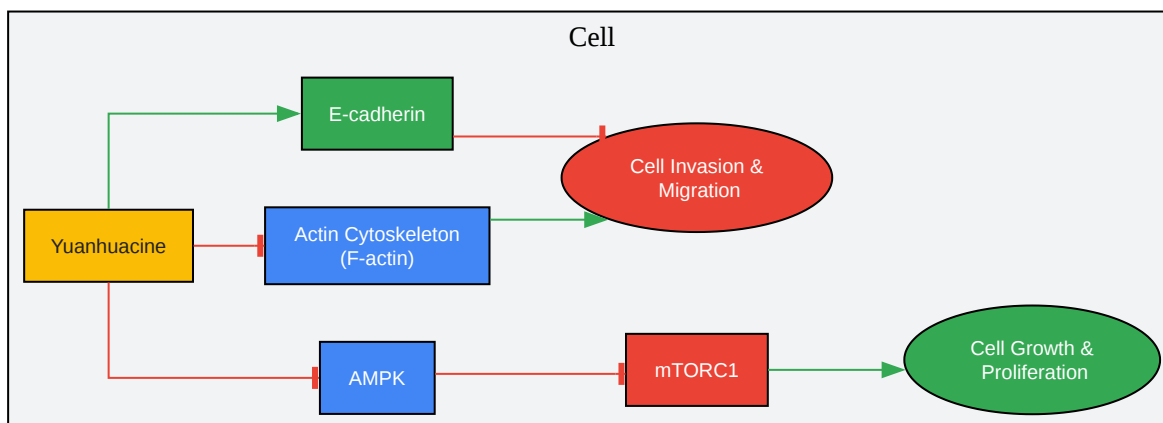 Cell
E-cadherin
Cell Invasion &
Migration
Yuanhuacine
Actin Cytoskeleton
(F-actin)
AMPK
mTORC1
Cell Growth &
Proliferation